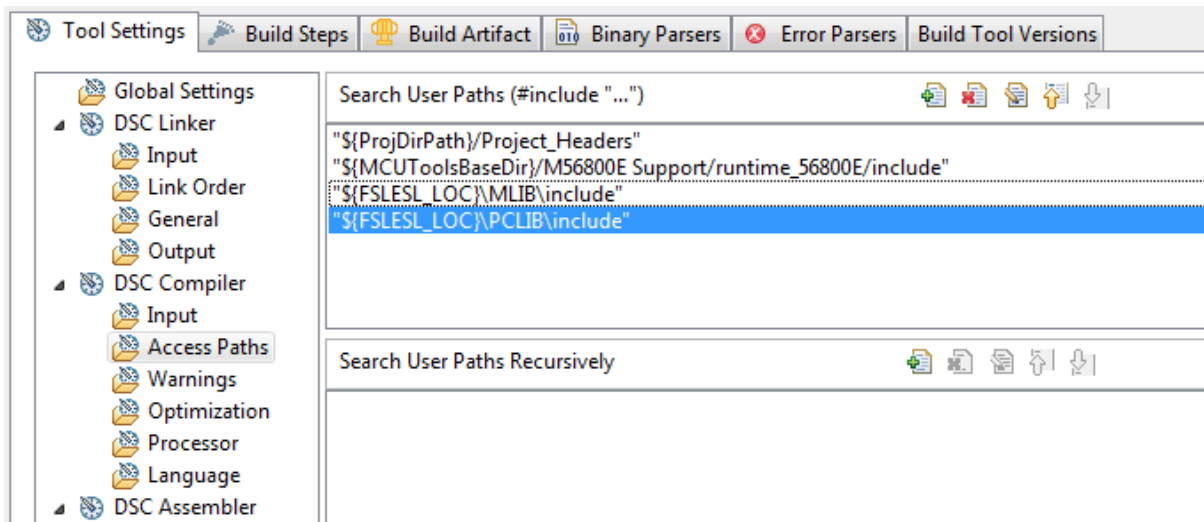 Tool Settings
Build Steps
Build Artifact
Binary Parsers
Error Parsers
Build Tool Versions
Global Settings
DSC Linker
Input
Link Order
General
Output
DSC Compiler
Input
Access Paths
Warnings
Optimization
Processor
Language
DSC Assembler
Search User Paths (#include "...")
"${ProjDirPath}/Project_Headers"
"${MCUToolsBaseDir}/M56800E Support/runtime_56800E/include"
"${FSLESL_LOC}\MLIB\include"
"${FSLESL_LOC}\PCLIB\include"
Search User Paths Recursively